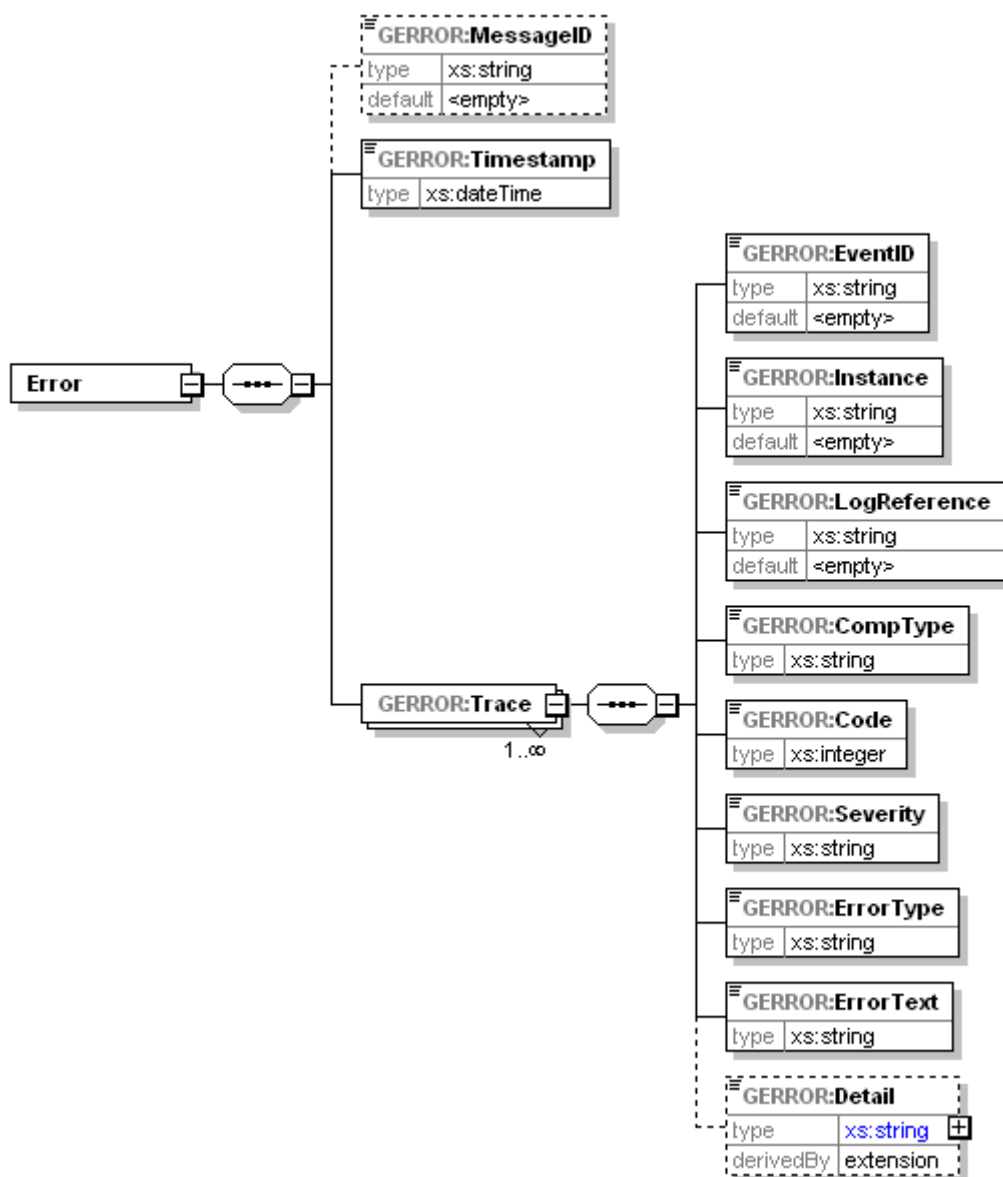 GERROR:MessageID
type xs:string
default <empty>
GERROR:Timestamp
type xs:dateTime
GERROR:EventID
type xs:string
default <empty>
GERROR:Instance
type xs:string
default <empty>
Error
GERROR:LogReference
type xs:string
default <empty>
GERROR:CompType
type xs:string
GERROR:Trace
1..∞
GERROR:Code
type xs:integer
GERROR:Severity
type xs:string
GERROR:ErrorType
type xs:string
GERROR:ErrorText
type xs:string
GERROR:Detail
type xs:string
derivedBy extension